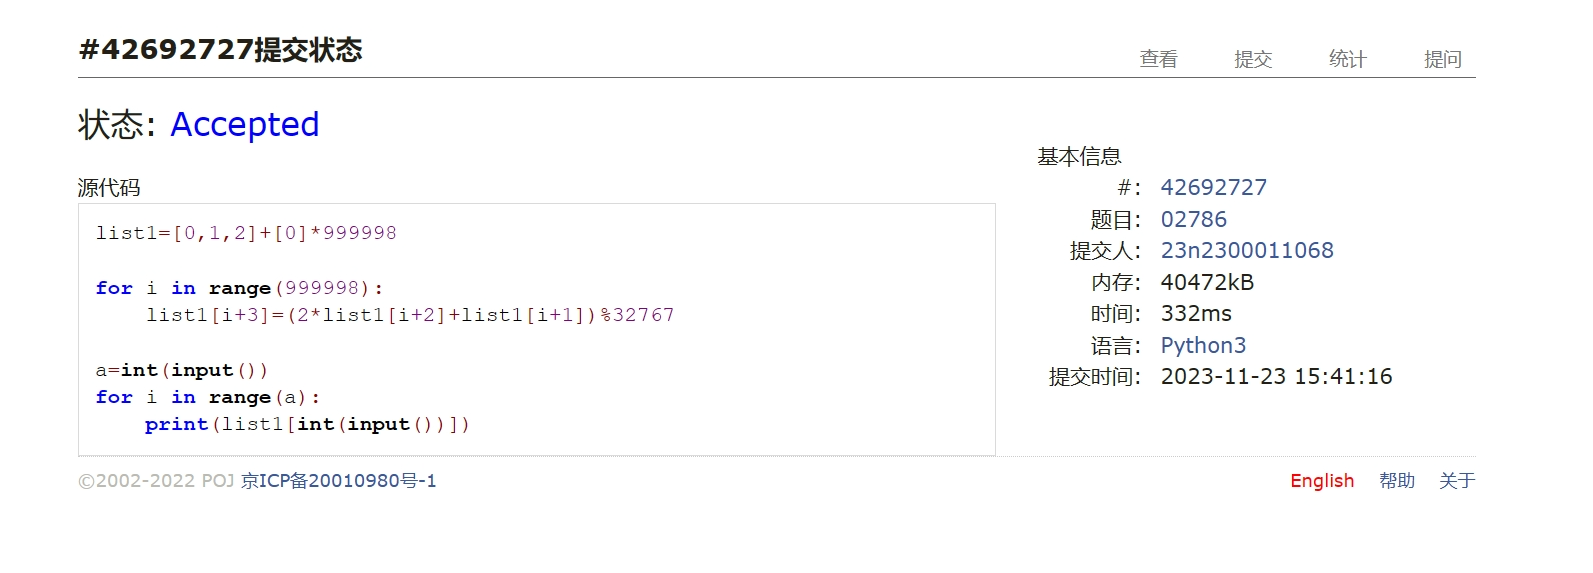 #42692727提交状态
查看 提交 统计 提问
状态: Accepted
源代码
list1=[0,1,2]+[0]*999998
for i in range(999998):
    list1[i+3]=(2*list1[i+2]+list1[i+1])%32767
a=int(input())
for i in range(a):
    print(list1[int(input())])
基本信息
#: 42692727
题目: 02786
提交人: 23n2300011068
内存: 40472kB
时间: 332ms
语言: Python3
提交时间: 2023-11-23 15:41:16
©2002-2022 POJ 京ICP备20010980号-1
English 帮助 关于